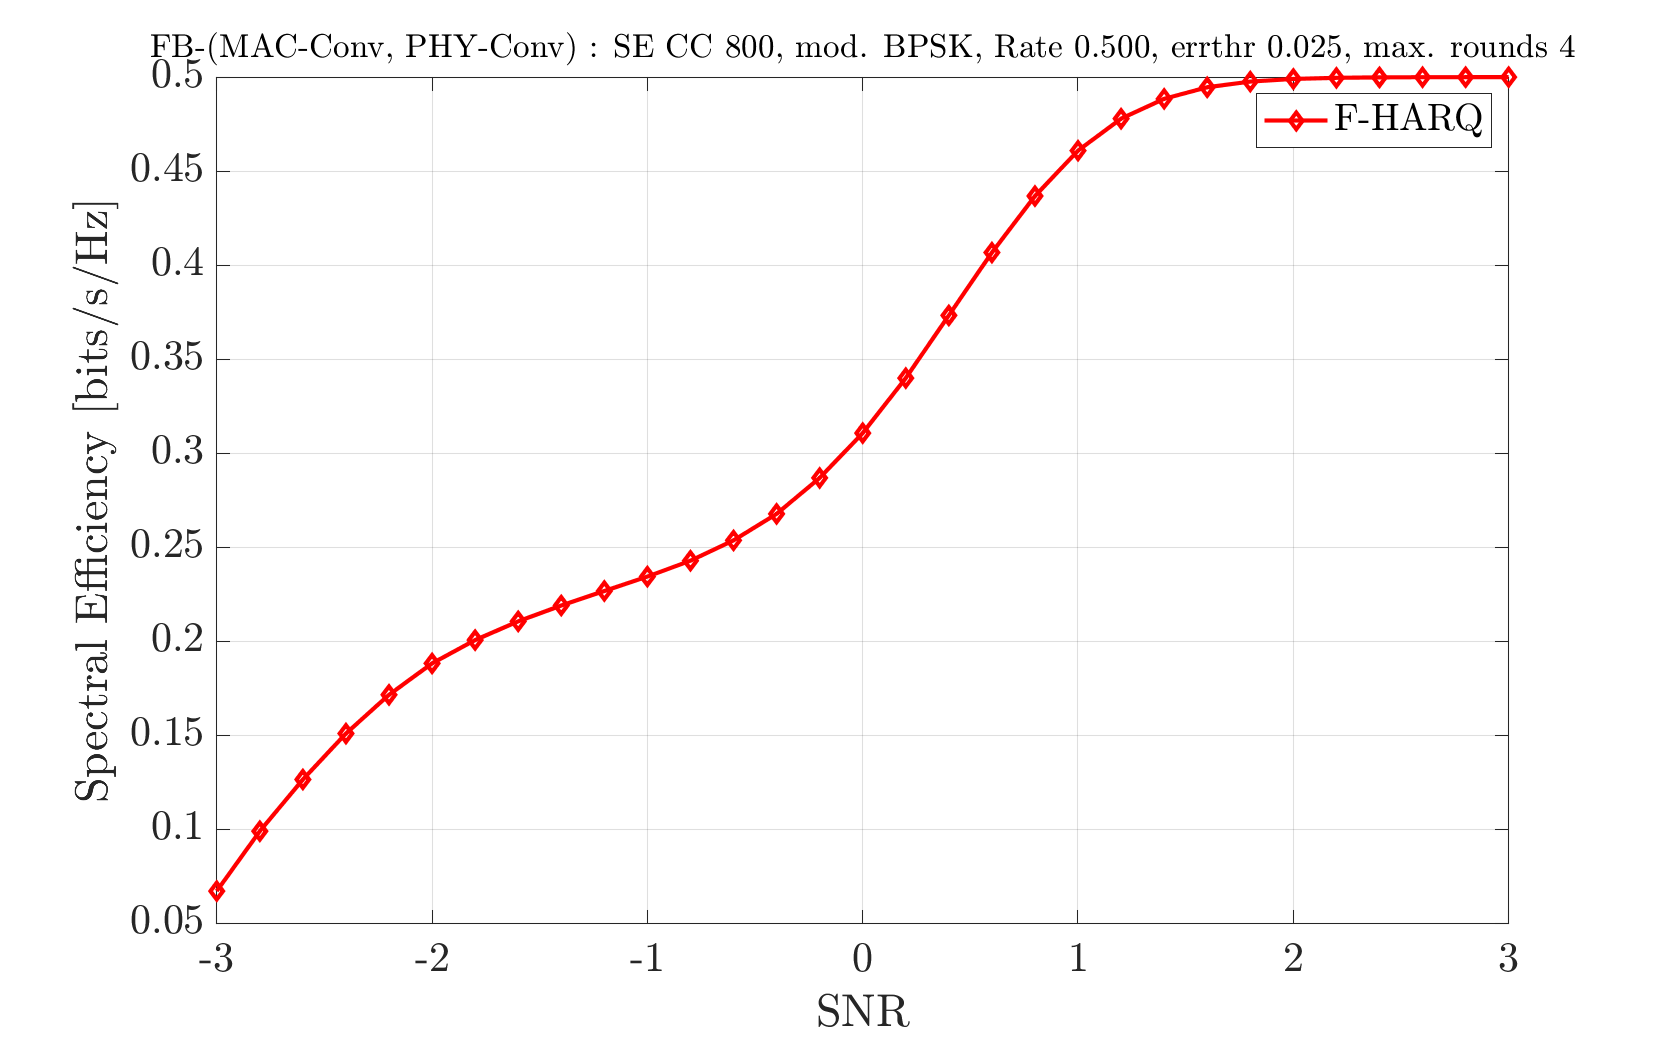 FB-(MAC-Conv, PHY-Conv) : SE CC 800, mod. BPSK, Rate 0.500, errthr 0.025, max. rounds 4
0.5
F-HARQ
0.45
0.4
0.35
0.3
0.25
0.2
0.15
0.1
0.05
Spectral Efficiency [bits/s/Hz]
-3 -2 -1 0 1 2 3
SNR